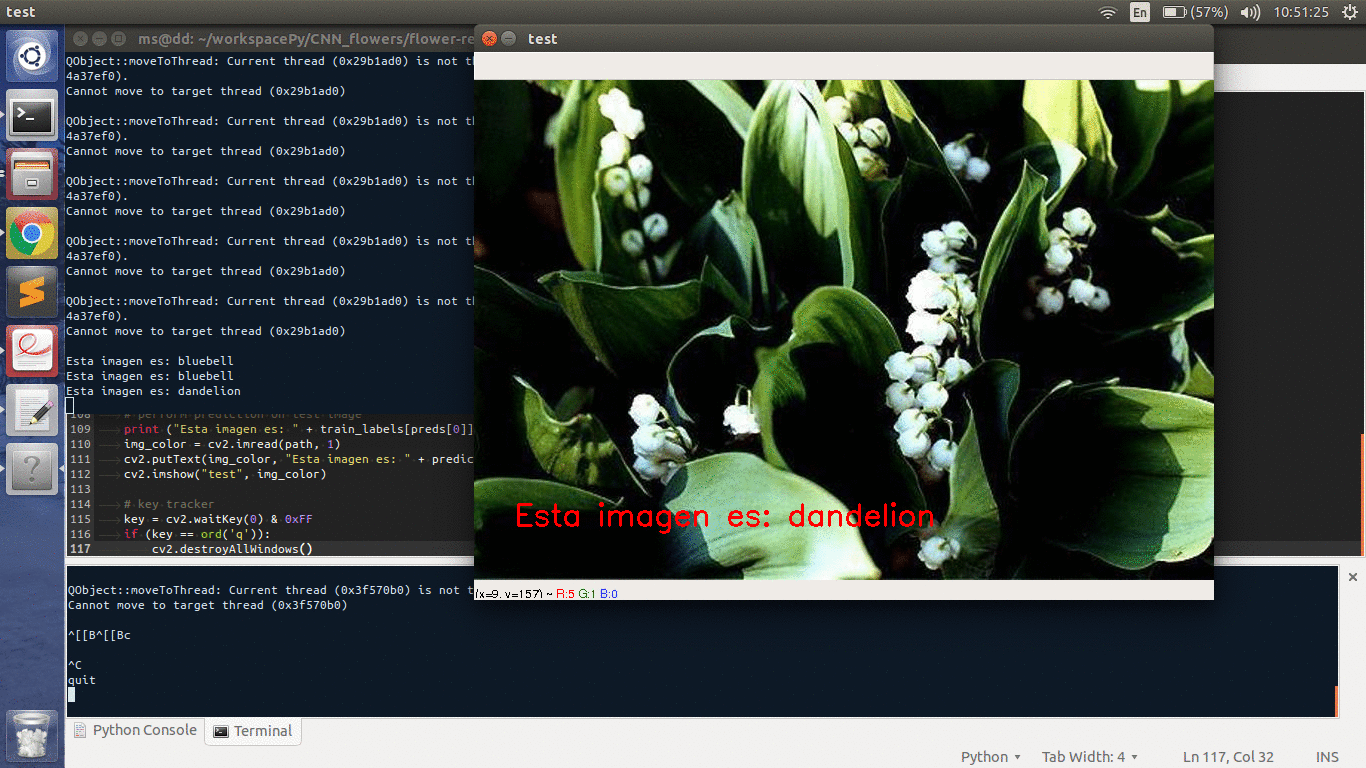 test
En
(57%)
10:51:25
ms@dd: ~/workspacePy/CNN_flowers/flower-re
QObject::moveToThread: Current thread (0x29b1ad0) is not th
4a37ef0).
Cannot move to target thread (0x29b1ad0)
QObject::moveToThread: Current thread (0x29b1ad0) is not th
4a37ef0).
Cannot move to target thread (0x29b1ad0)
QObject::moveToThread: Current thread (0x29b1ad0) is not th
4a37ef0).
Cannot move to target thread (0x29b1ad0)
QObject::moveToThread: Current thread (0x29b1ad0) is not th
4a37ef0).
Cannot move to target thread (0x29b1ad0)
QObject::moveToThread: Current thread (0x29b1ad0) is not th
4a37ef0).
Cannot move to target thread (0x29b1ad0)
Esta imagen es: bluebell
Esta imagen es: bluebell
Esta imagen es: dandelion
108 # perform prediction on test image
109 print ("Esta imagen es: " + train_labels[preds[0]]
110 img_color = cv2.imread(path, 1)
111 cv2.putText(img_color, "Esta imagen es: " + predic
112 cv2.imshow("test", img_color)
113
114 # key tracker
115 key = cv2.waitKey(0) & 0xFF
116 if (key == ord('q')):
117 cv2.destroyAllWindows()
test
Esta imagen es: dandelion
(x=9, y=157) ~ R:5 G:1 B:0
QObject::moveToThread: Current thread (0x3f570b0) is not t
Cannot move to target thread (0x3f570b0)
^[[B^[[Bc
^C
quit
Python Console
Terminal
Python
Tab Width: 4
Ln 117, Col 32
INS